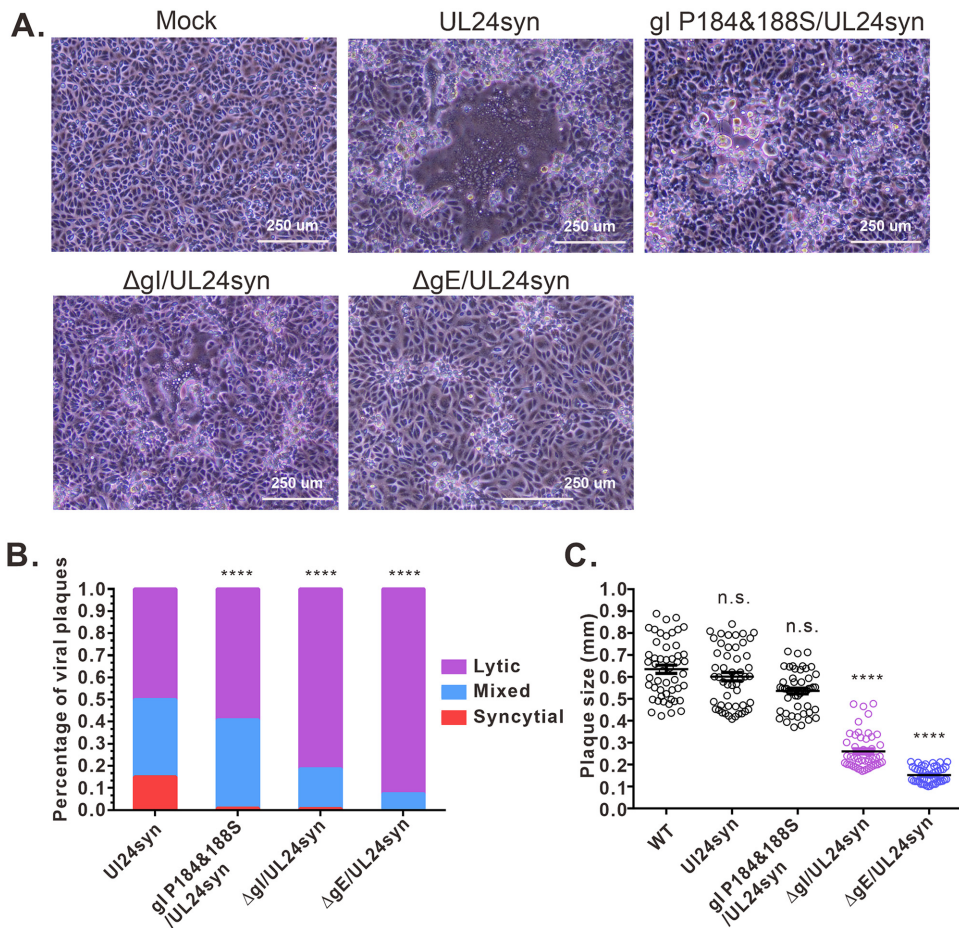 A.
Mock
UL24syn
gI P184&188S/UL24syn
250 um
250 um
250 um
ΔgI/UL24syn
ΔgE/UL24syn
250 um
250 um
B.
Percentage of viral plaques
1.0
0.9
0.8
0.7
0.6
0.5
0.4
0.3
0.2
0.1
0.0
****
****
****
Lytic
Mixed
Syncytial
Ul24syn
gI P184&188S
/UL24syn
ΔgI/UL24syn
ΔgE/UL24syn
C.
Plaque size (mm)
1.0
0.9
0.8
0.7
0.6
0.5
0.4
0.3
0.2
0.1
0.0
n.s.
n.s.
****
****
WT
Ul24syn
gI P184&188S
/UL24syn
ΔgI/UL24syn
ΔgE/UL24syn